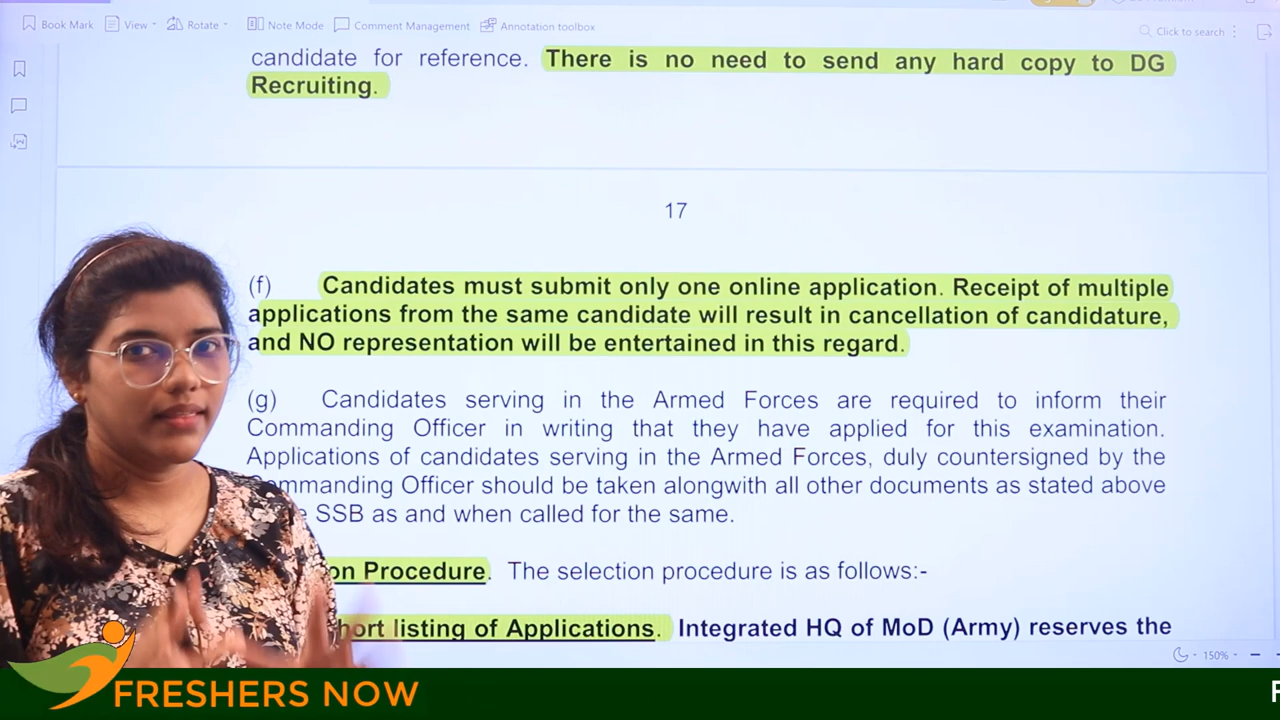 Book Mark View Rotate Note Mode Comment Management Annotation toolbox Click to search
candidate for reference. There is no need to send any hard copy to DG
Recruiting.
17
(f) Candidates must submit only one online application. Receipt of multiple
applications from the same candidate will result in cancellation of candidature,
and NO representation will be entertained in this regard.
(g) Candidates serving in the Armed Forces are required to inform their
Commanding Officer in writing that they have applied for this examination.
Applications of candidates serving in the Armed Forces, duly countersigned by the
Commanding Officer should be taken alongwith all other documents as stated above
SSB as and when called for the same.
on Procedure. The selection procedure is as follows:-
hort listing of Applications. Integrated HQ of MoD (Army) reserves the
150%
FRESHERS NOW